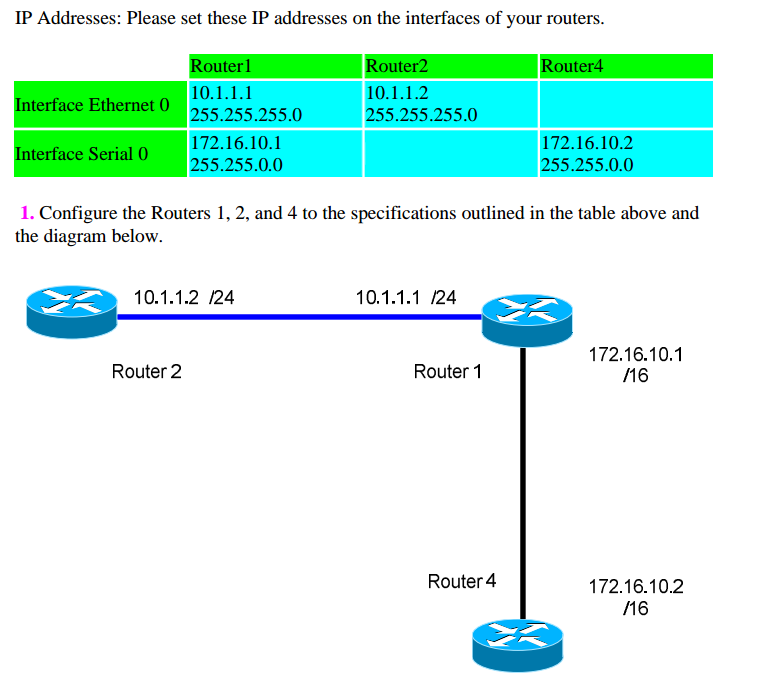 IP Addresses: Please set these IP addresses on the interfaces of your routers.
Router1 Router2 Router4
Interface Ethernet 0 10.1.1.1 255.255.255.0 10.1.1.2 255.255.255.0
Interface Serial 0 172.16.10.1 255.255.0.0 172.16.10.2 255.255.0.0
1. Configure the Routers 1, 2, and 4 to the specifications outlined in the table above and
the diagram below.
10.1.1.2 /24 10.1.1.1 /24
Router 2 Router 1
172.16.10.1
/16
Router 4
172.16.10.2
/16